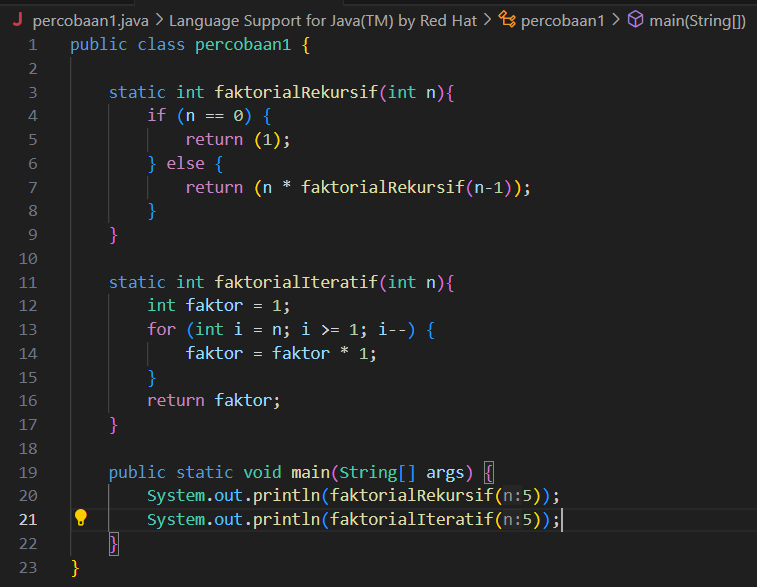 percobaan1.java > Language Support for Java(TM) by Red Hat > percobaan1 > main(String[])
1 public class percobaan1 {
2
3     static int faktorialRekursif(int n){
4         if (n == 0) {
5             return (1);
6         } else {
7             return (n * faktorialRekursif(n-1));
8         }
9     }
10
11     static int faktorialIteratif(int n){
12         int faktor = 1;
13         for (int i = n; i >= 1; i--) {
14             faktor = faktor * 1;
15         }
16         return faktor;
17     }
18
19     public static void main(String[] args) {
20         System.out.println(faktorialRekursif(n:5));
21         System.out.println(faktorialIteratif(n:5));
22     }
23 }